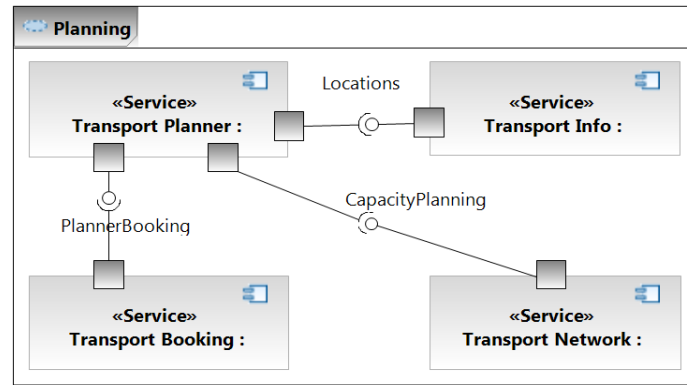 Planning
Locations
«Service»
Transport Planner :
«Service»
Transport Info :
CapacityPlanning
PlannerBooking
«Service»
Transport Booking :
«Service»
Transport Network :